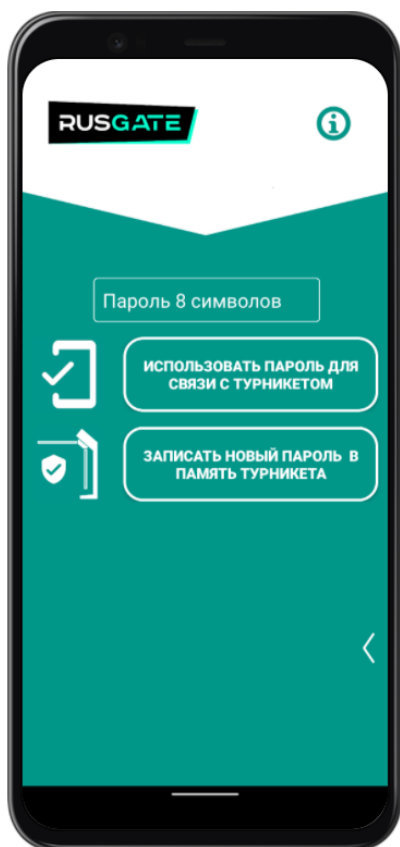 RUSGATE
Пароль 8 символов
ИСПОЛЬЗОВАТЬ ПАРОЛЬ ДЛЯ
СВЯЗИ С ТУРНИКЕТОМ
ЗАПИСАТЬ НОВЫЙ ПАРОЛЬ В
ПАМЯТЬ ТУРНИКЕТА